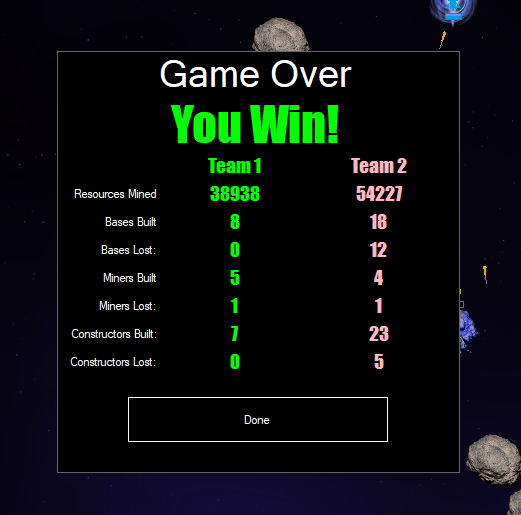 Game Over
You Win!
Team 1 Team 2
Resources Mined 38938 54227
Bases Built 8 18
Bases Lost: 0 12
Miners Built 5 4
Miners Lost: 1 1
Constructors Built: 7 23
Constructors Lost: 0 5
Done